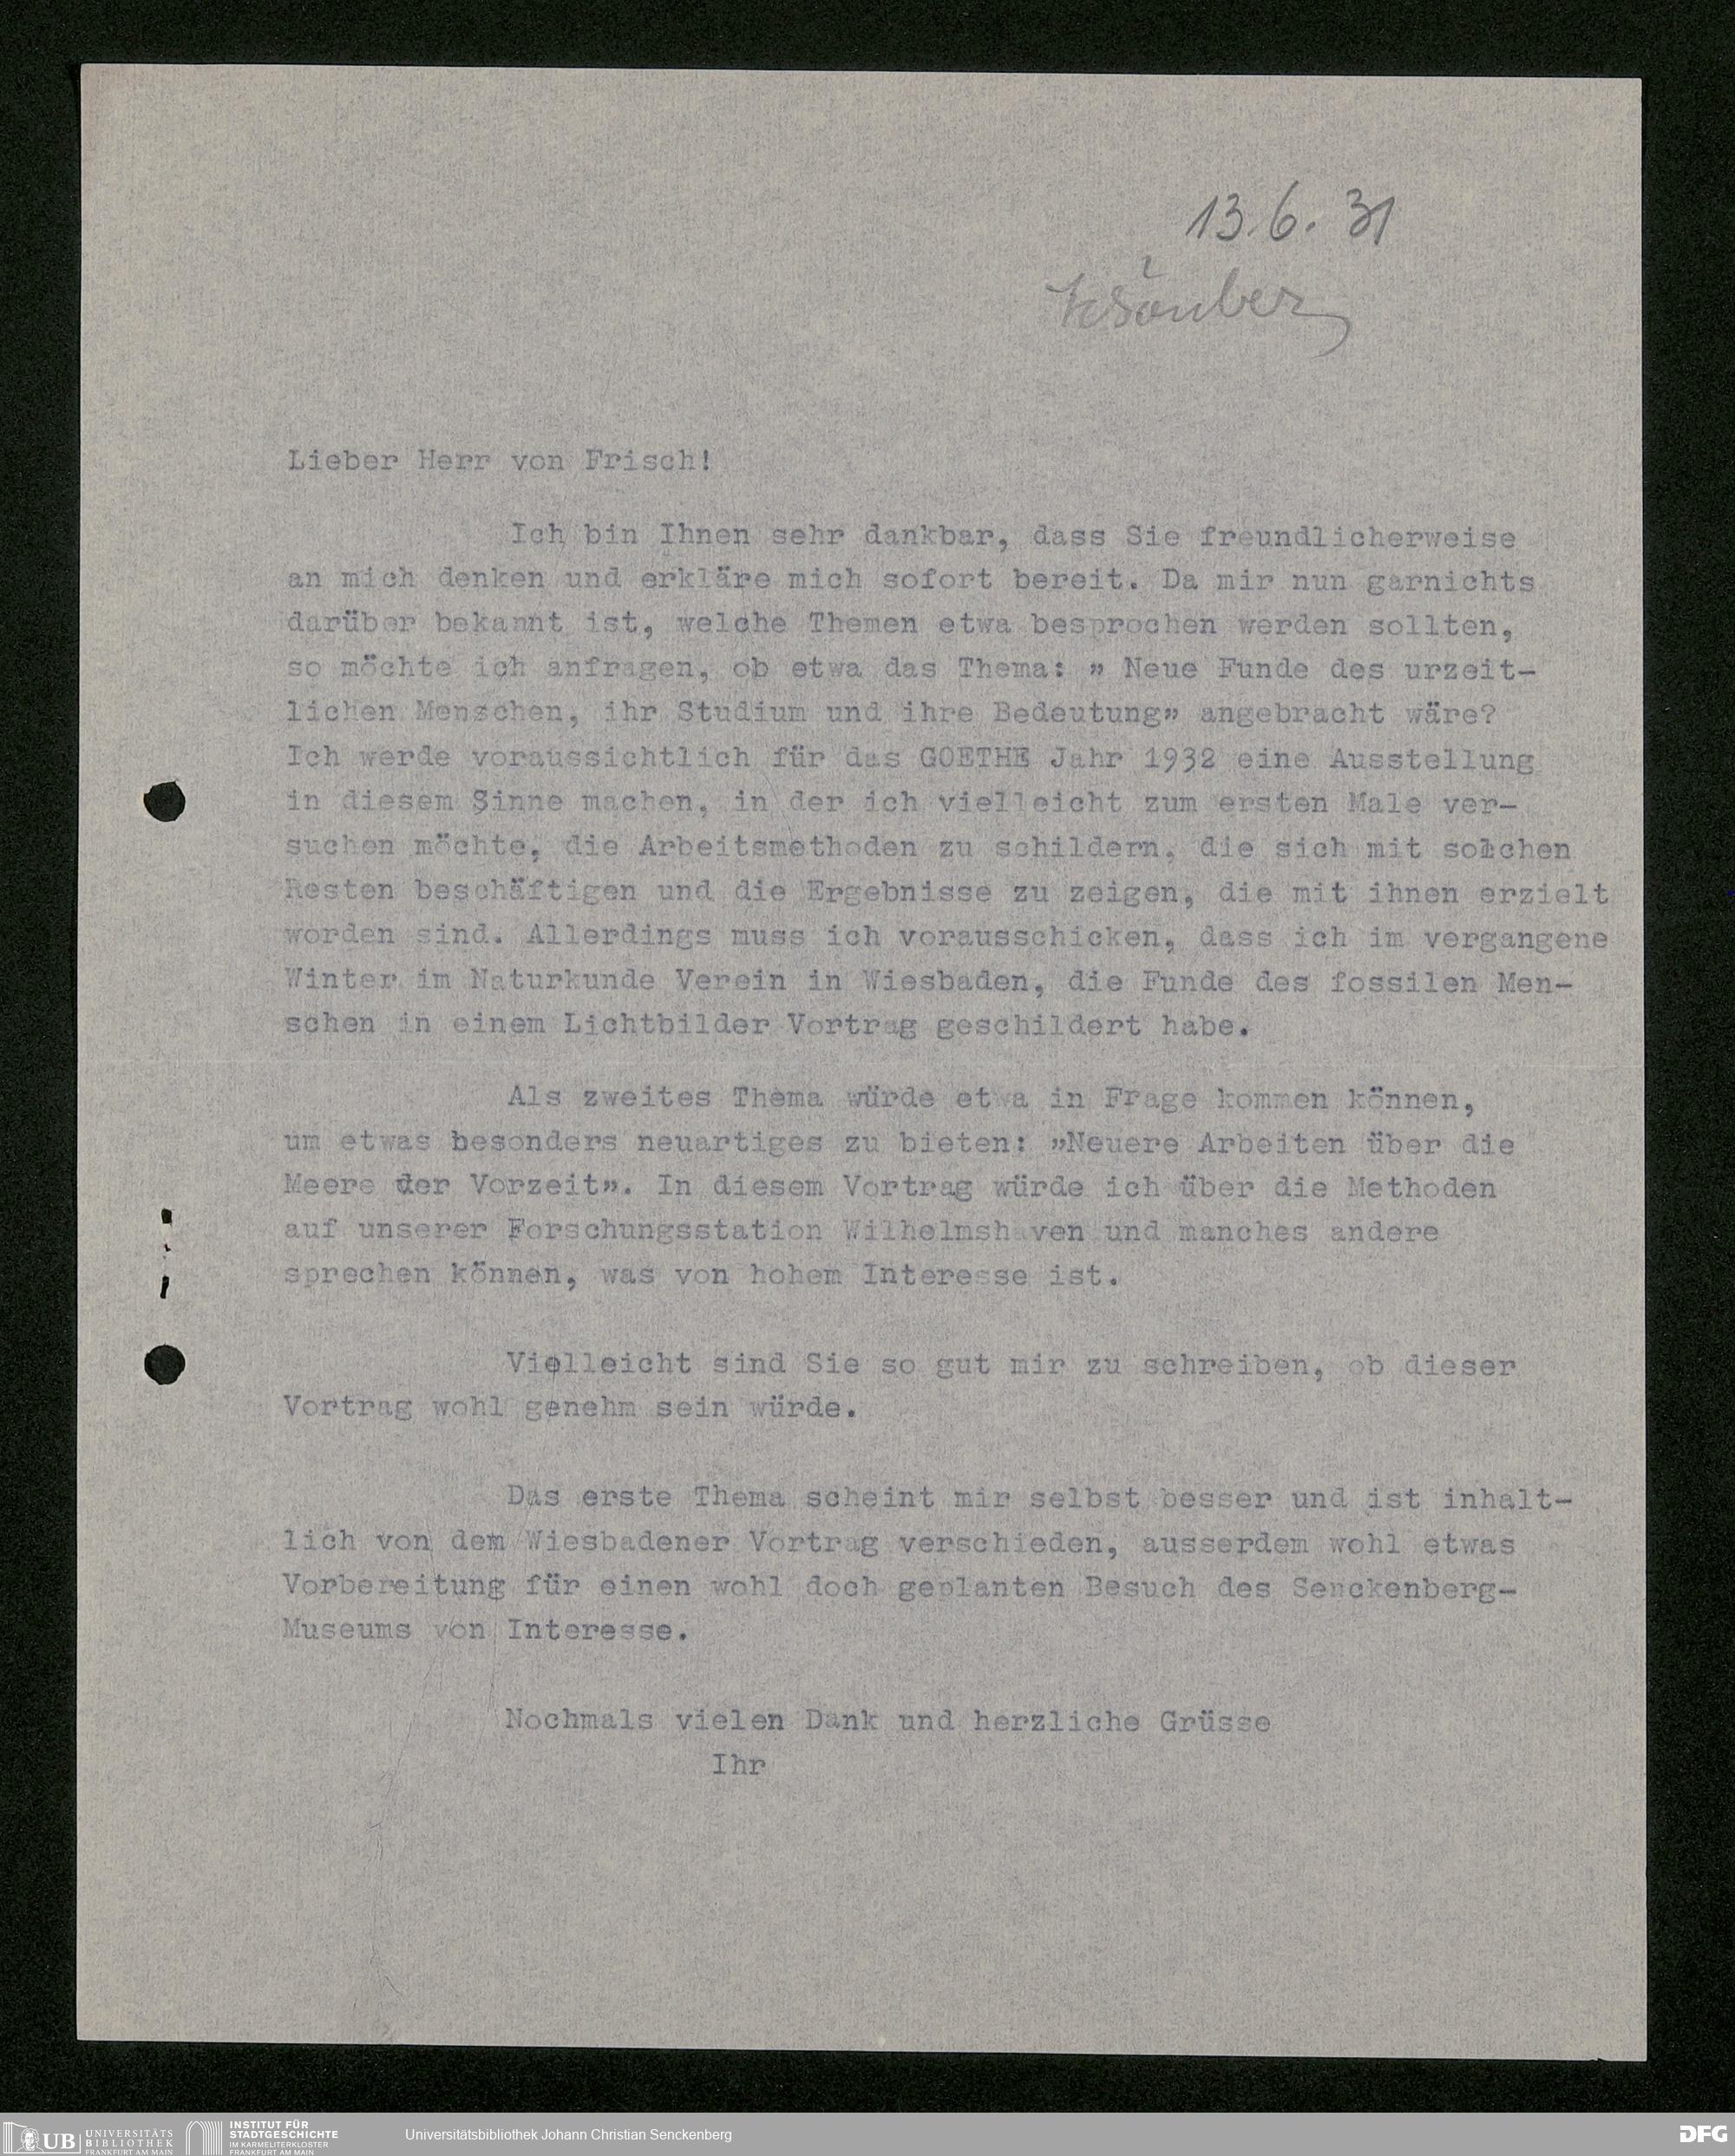 13.6.31
Lieber Herr von Frisch!
Ich bin Ihnen sehr dankbar, dass Sie freundlicherweise
an mich denken und erkläre mich sofort bereit. Da mir nun garnichts
darüber bekannt ist, welche Themen etwa besprochen werden sollten,
so möchte ich anfragen, ob etwa das Thema: " Neue Funde des urzeit-
lichen Menschen, ihr Studium und ihre Bedeutung" angebracht wäre?
Ich werde voraussichtlich für das GOETHE Jahr 1932 eine Ausstellung
in diesem Sinne machen, in der ich vielleicht zum ersten Male ver-
suchen möchte, die Arbeitsmethoden zu schildern, die sich mit solchen
Resten beschäftigen und die Ergebnisse zu zeigen, die mit ihnen erzielt
worden sind. Allerdings muss ich vorausschicken, dass ich im vergangene
Winter im Naturkunde Verein in Wiesbaden, die Funde des fossilen Men-
schen in einem Lichtbilder Vortrag geschildert habe.
Als zweites Thema würde etwa in Frage kommen können,
um etwas besonders neuartiges zu bieten: "Neuere Arbeiten über die
Meere der Vorzeit". In diesem Vortrag würde ich über die Methoden
auf unserer Forschungsstation Wilhelmshaven und manches andere
sprechen können, was von hohem Interesse ist.
Vielleicht sind Sie so gut mir zu schreiben, ob dieser
Vortrag wohl genehm sein würde.
Das erste Thema scheint mir selbst besser und ist inhalt-
lich von dem Wiesbadener Vortrag verschieden, ausserdem wohl etwas
Vorbereitung für einen wohl doch geplanten Besuch des Senckenberg-
Museums von Interesse.
Nochmals vielen Dank und herzliche Grüsse
Ihr
UB UNIVERSITÄTS
BIBLIOTHEK
FRANKFURT AM MAIN
INSTITUT FÜR
STADTGESCHICHTE
IM KARMELITERKLOSTER
FRANKFURT AM MAIN
Universitätsbibliothek Johann Christian Senckenberg
DFG